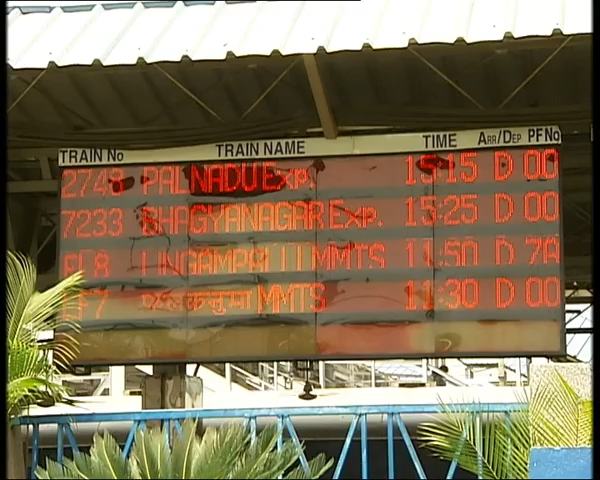 TRAIN No TRAIN NAME TIME ARR/DEP PFNo
2748 PALNADU Exp. 15:15 D 00
7233 BHAGYANAGAR Exp. 15:25 D 00
FL8 LINGAMPALLI MMTS 11:50 D 7A
MMTS 11:30 D 00